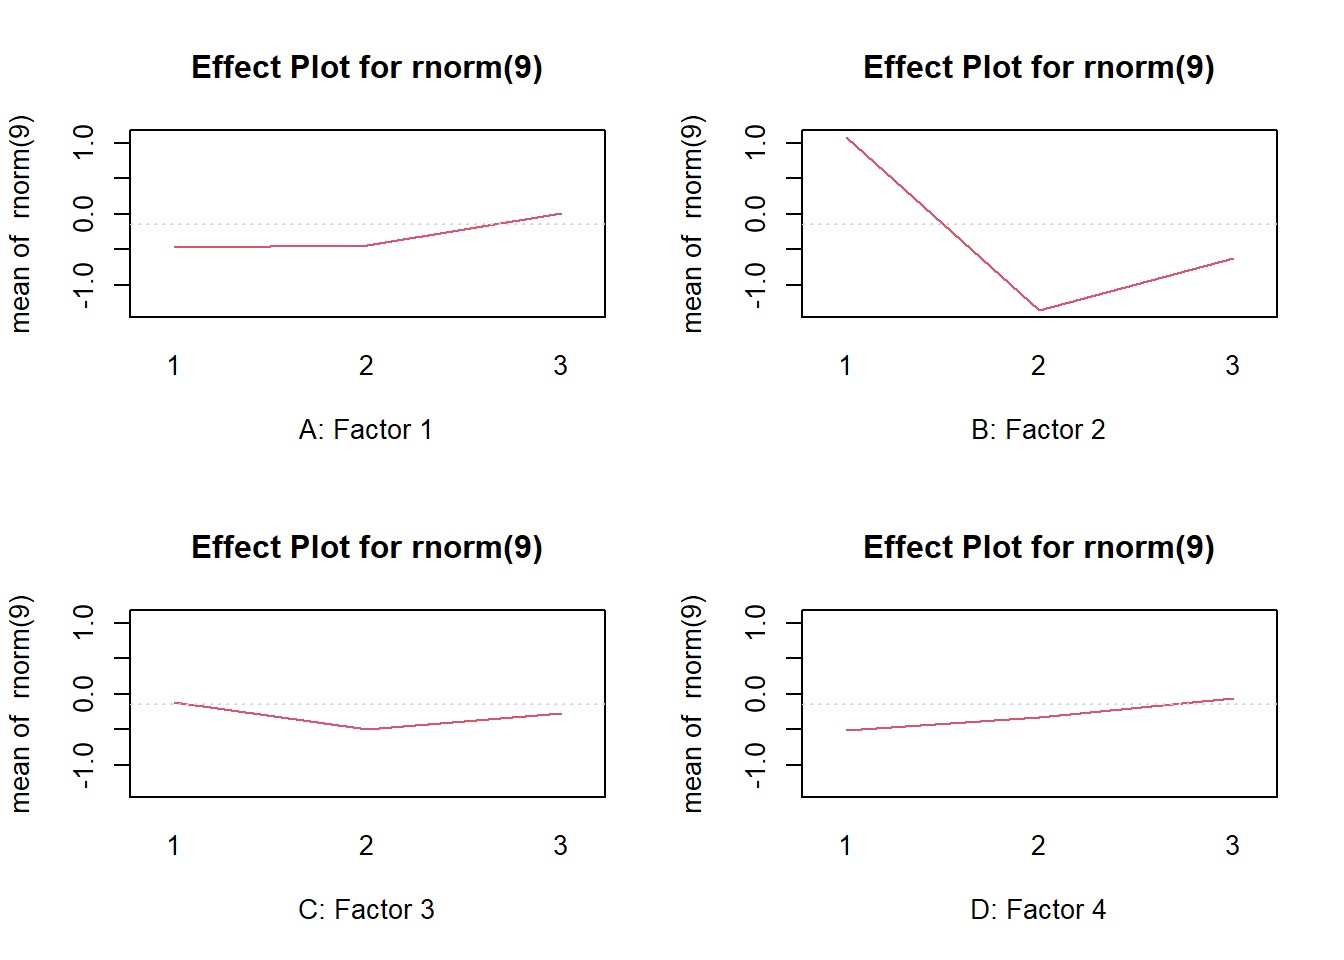 Effect Plot for rnorm(9)
mean of  rnorm(9)
1.0
0.0
-1.0
1 2 3
A: Factor 1
Effect Plot for rnorm(9)
mean of  rnorm(9)
1.0
0.0
-1.0
1 2 3
B: Factor 2
Effect Plot for rnorm(9)
mean of  rnorm(9)
1.0
0.0
-1.0
1 2 3
C: Factor 3
Effect Plot for rnorm(9)
mean of  rnorm(9)
1.0
0.0
-1.0
1 2 3
D: Factor 4